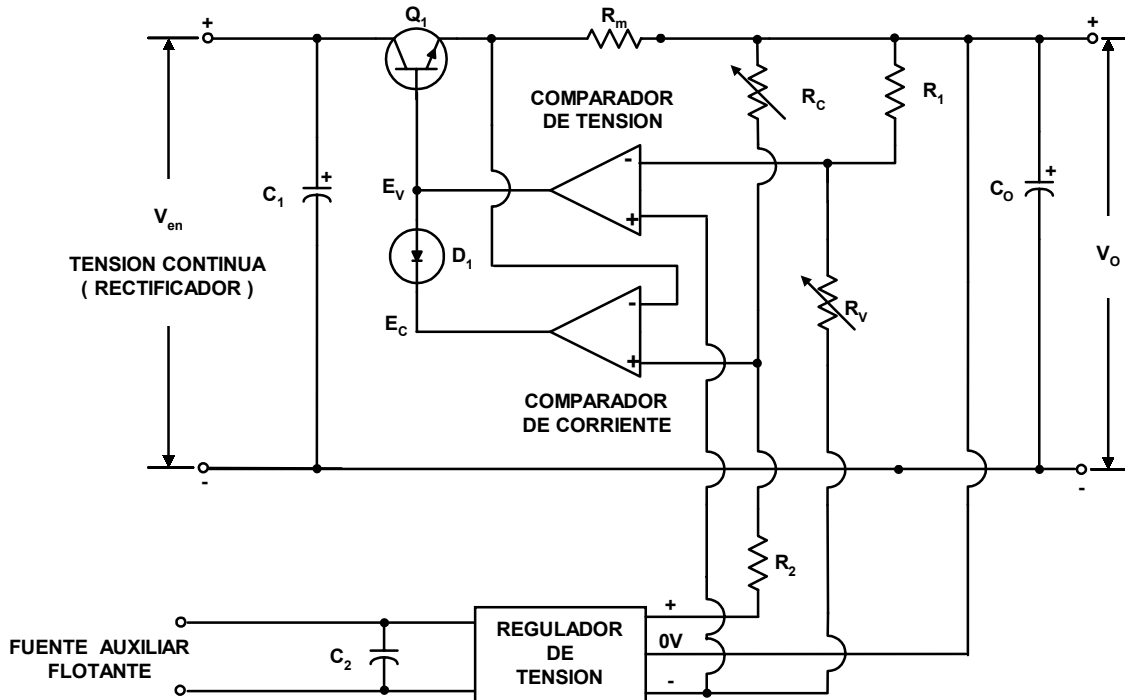 Q1
Rm
+
+
+
COMPARADOR
DE TENSION
RC
R1
-
EV
+
C1
+
+
CO
Ven
VO
D1
TENSION CONTINUA
( RECTIFICADOR )
-
RV
EC
+
COMPARADOR
DE CORRIENTE
-
-
R2
+
FUENTE AUXILIAR
FLOTANTE
C2
REGULADOR
DE
TENSION
0V
-